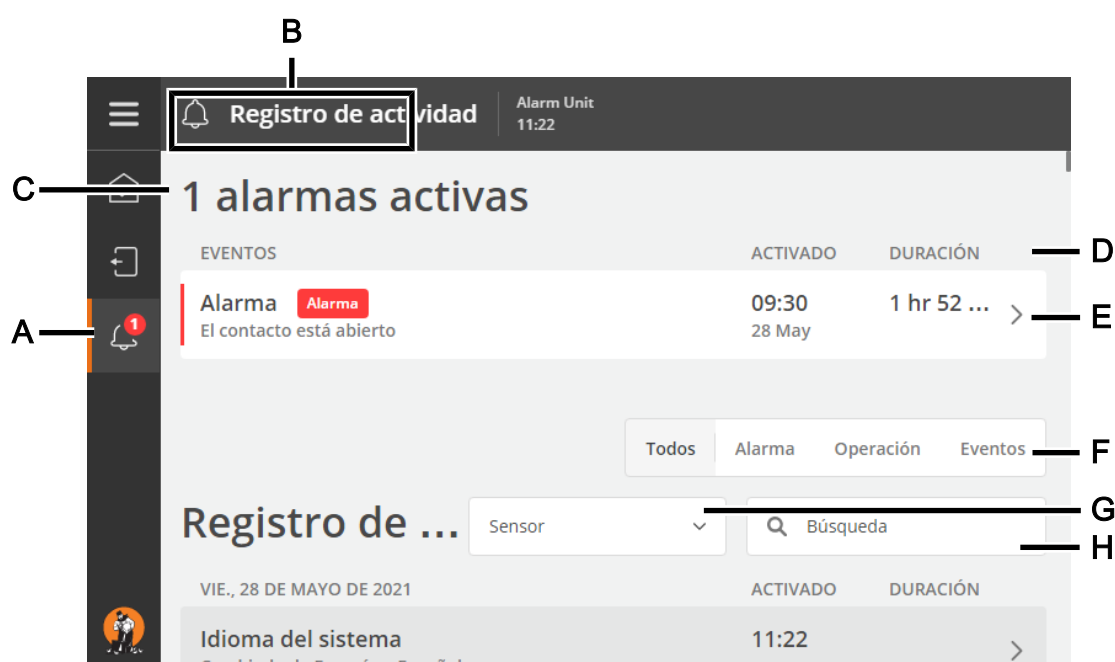 B
Registro de actividad
Alarm Unit
11:22
C
1 alarmas activas
EVENTOS ACTIVADO DURACIÓN
D
Alarma Alarma 09:30 1 hr 52 ...
El contacto está abierto 28 May
E
A
1
Todos Alarma Operación Eventos
F
Registro de ... Sensor Búsqueda
G
H
VIE., 28 DE MAYO DE 2021 ACTIVADO DURACIÓN
Idioma del sistema 11:22